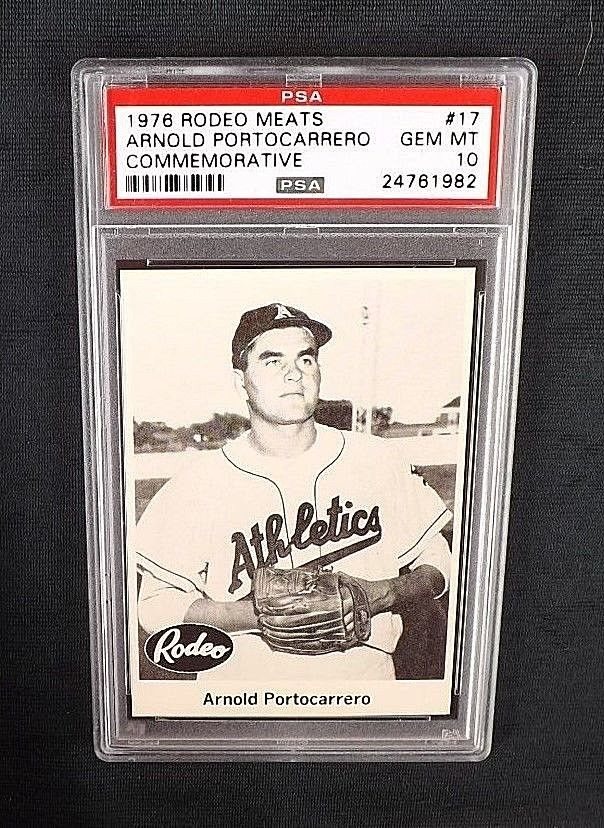 PSA
1976 RODEO MEATS #17
ARNOLD PORTOCARRERO GEM MT
COMMEMORATIVE 10
PSA 24761982
A
Athletics
Rodeo
Arnold Portocarrero